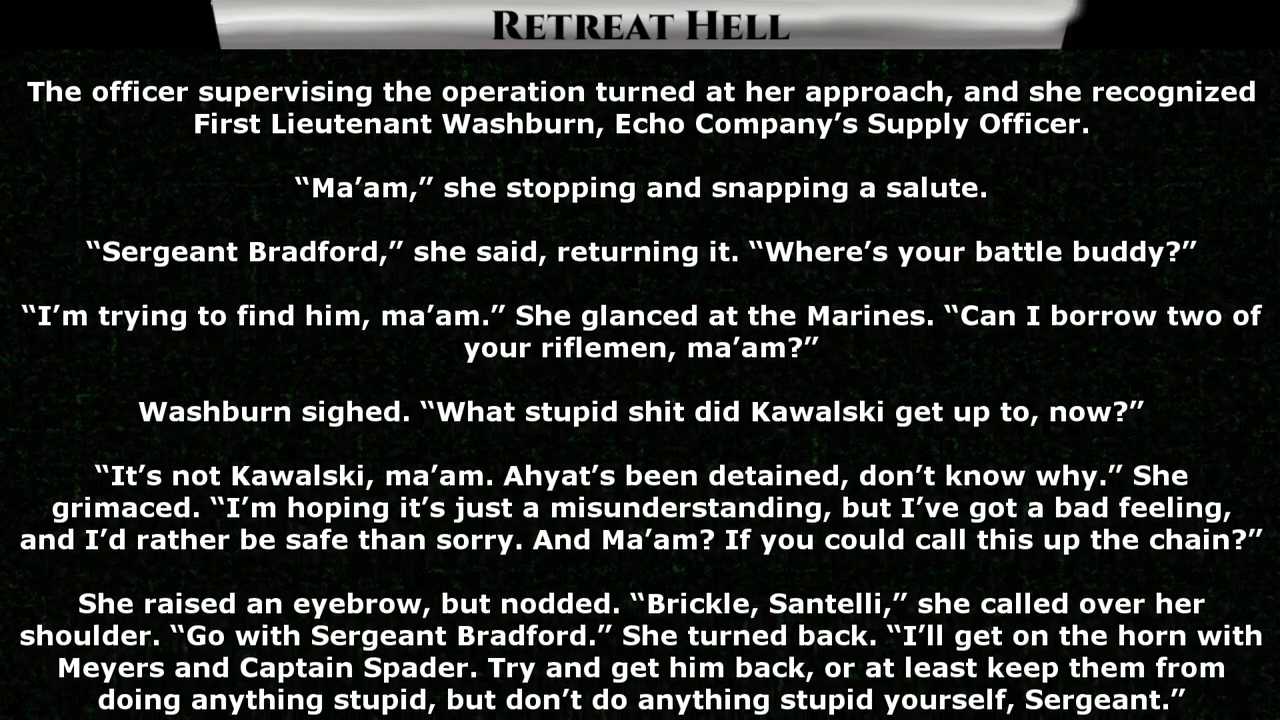 RETREAT HELL
The officer supervising the operation turned at her approach, and she recognized
First Lieutenant Washburn, Echo Company’s Supply Officer.
“Ma’am,” she stopping and snapping a salute.
“Sergeant Bradford,” she said, returning it. “Where’s your battle buddy?”
“I’m trying to find him, ma’am.” She glanced at the Marines. “Can I borrow two of
your riflemen, ma’am?”
Washburn sighed. “What stupid shit did Kawalski get up to, now?”
“It’s not Kawalski, ma’am. Ahyat’s been detained, don’t know why.” She
grimaced. “I’m hoping it’s just a misunderstanding, but I’ve got a bad feeling,
and I’d rather be safe than sorry. And Ma’am? If you could call this up the chain?”
She raised an eyebrow, but nodded. “Brickle, Santelli,” she called over her
shoulder. “Go with Sergeant Bradford.” She turned back. “I’ll get on the horn with
Meyers and Captain Spader. Try and get him back, or at least keep them from
doing anything stupid, but don’t do anything stupid yourself, Sergeant.”